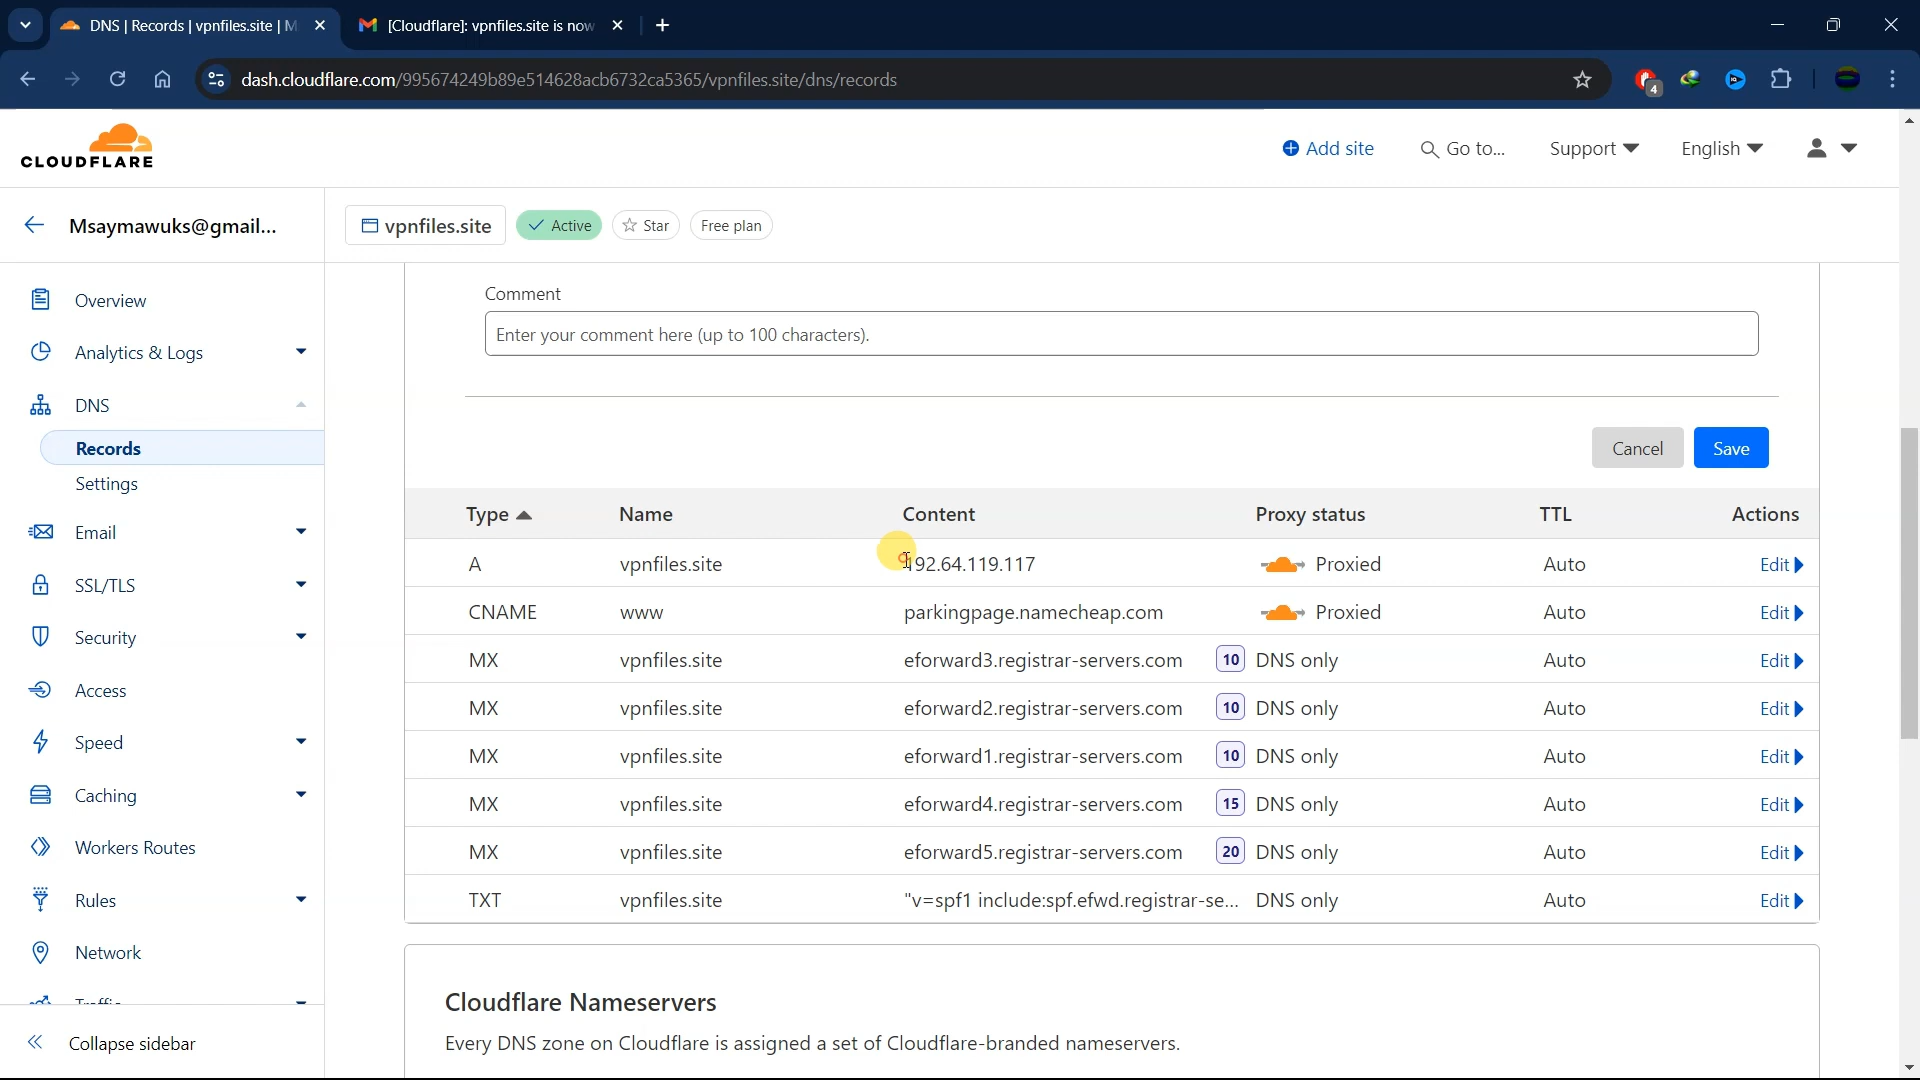 DNS | Records | vpnfiles.site | M
[Cloudflare]: vpnfiles.site is now
dash.cloudflare.com/995674249b89e514628acb6732ca5365/vpnfiles.site/dns/records
4
CLOUDFLARE
Add site
Go to...
Support
English
Msaymawuks@gmail...
vpnfiles.site
Active
Star
Free plan
Overview
Analytics & Logs
DNS
Records
Settings
Email
SSL/TLS
Security
Access
Speed
Caching
Workers Routes
Rules
Network
Traffic
Collapse sidebar
Comment
Enter your comment here (up to 100 characters).
Cancel
Save
Type Name Content Proxy status TTL Actions
A vpnfiles.site 192.64.119.117 Proxied Auto Edit
CNAME www parkingpage.namecheap.com Proxied Auto Edit
MX vpnfiles.site eforward3.registrar-servers.com 10 DNS only Auto Edit
MX vpnfiles.site eforward2.registrar-servers.com 10 DNS only Auto Edit
MX vpnfiles.site eforward1.registrar-servers.com 10 DNS only Auto Edit
MX vpnfiles.site eforward4.registrar-servers.com 15 DNS only Auto Edit
MX vpnfiles.site eforward5.registrar-servers.com 20 DNS only Auto Edit
TXT vpnfiles.site "v=spf1 include:spf.efwd.registrar-se... DNS only Auto Edit
Cloudflare Nameservers
Every DNS zone on Cloudflare is assigned a set of Cloudflare-branded nameservers.